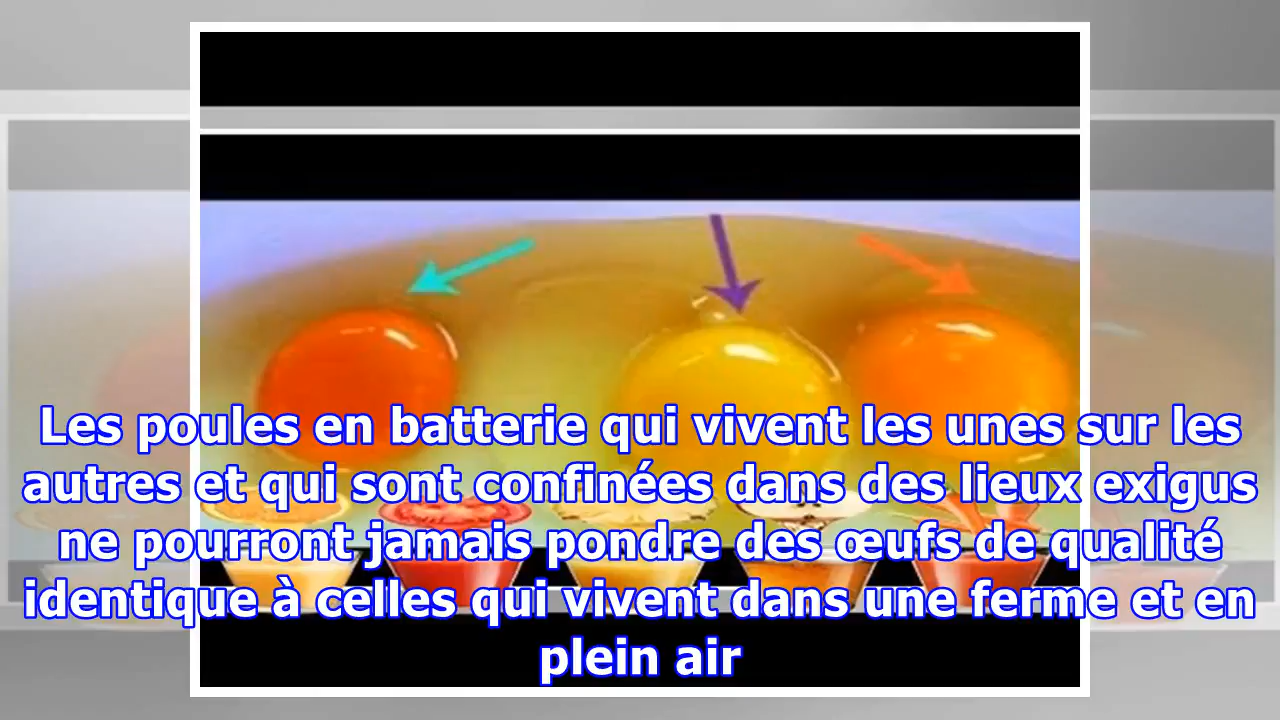 Les poules en batterie qui vivent les unes sur les
autres et qui sont confinées dans des lieux exigus
ne pourront jamais pondre des œufs de qualité
identique à celles qui vivent dans une ferme et en
plein air